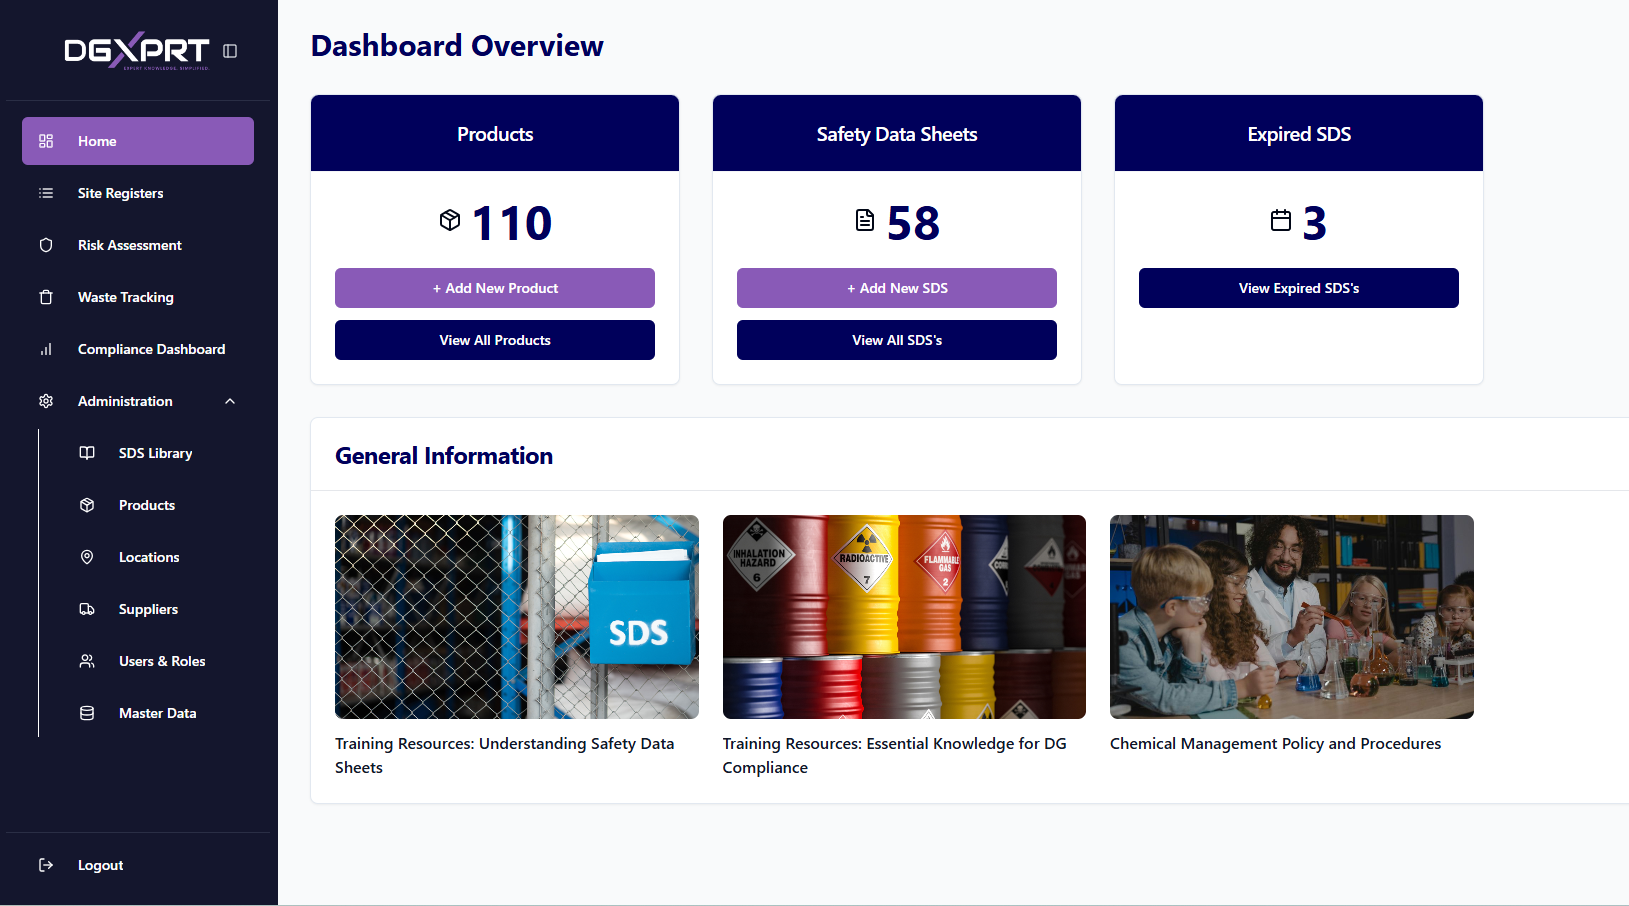 DGXPRT
EXPERT KNOWLEDGE. SIMPLIFIED.
Home
Site Registers
Risk Assessment
Waste Tracking
Compliance Dashboard
Administration
SDS Library
Products
Locations
Suppliers
Users & Roles
Master Data
Logout
Dashboard Overview
Products
110
+ Add New Product
View All Products
Safety Data Sheets
58
+ Add New SDS
View All SDS's
Expired SDS
3
View Expired SDS's
General Information
SDS
Training Resources: Understanding Safety Data
Sheets
INHALATION
HAZARD
6
RADIOACTIVE
7
FLAMMABLE
GAS
2
Training Resources: Essential Knowledge for DG
Compliance
Chemical Management Policy and Procedures